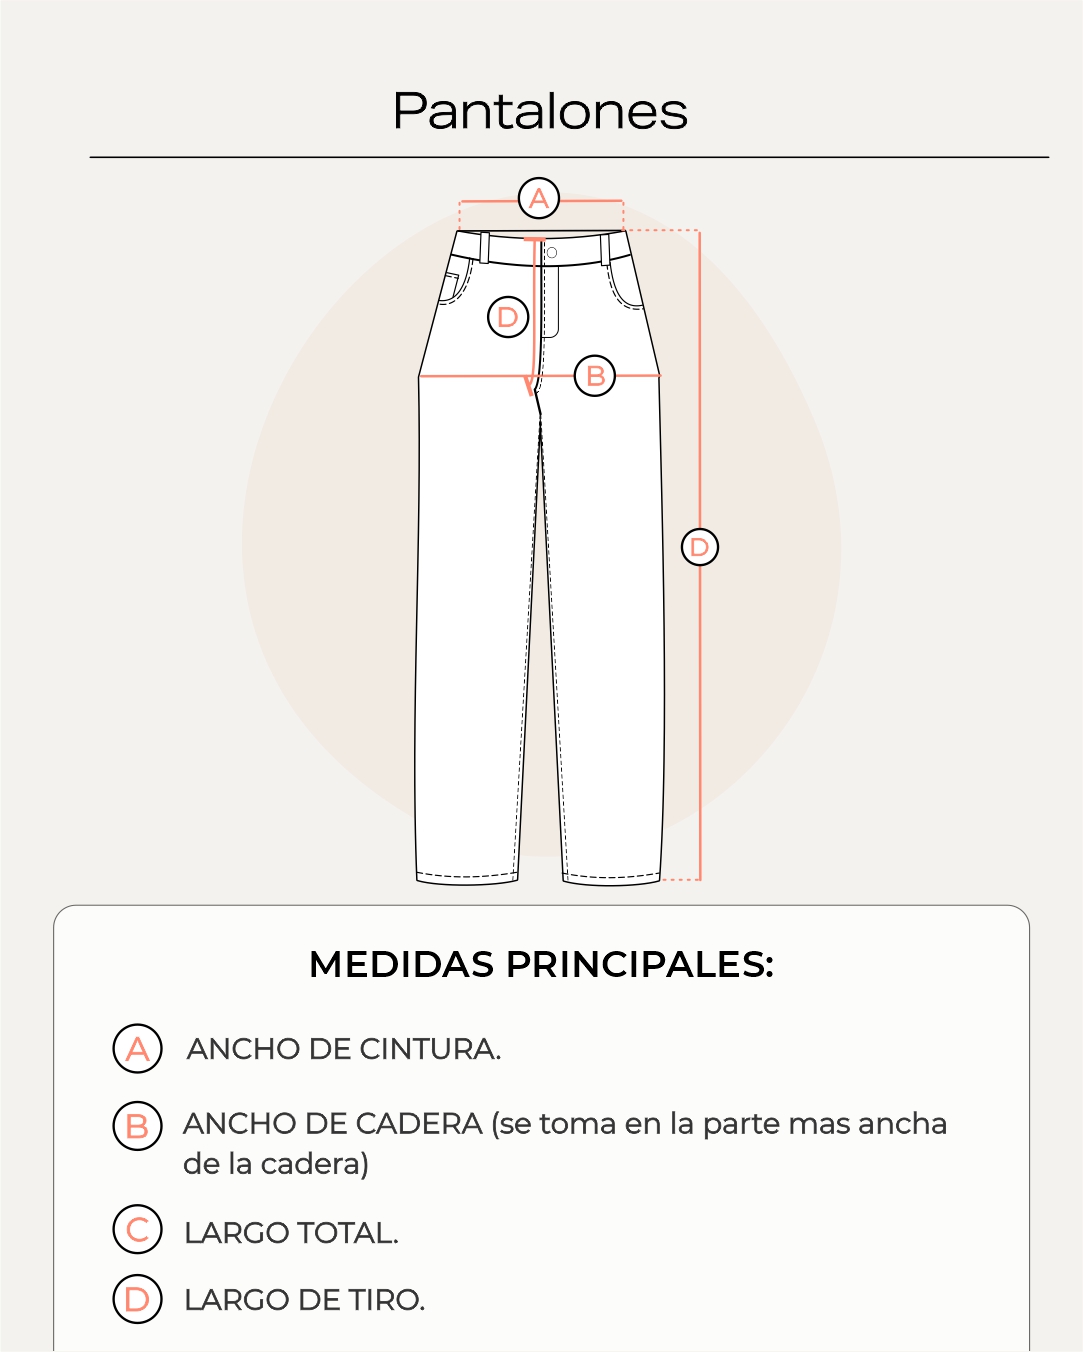 Pantalones
A
D
B
D
MEDIDAS PRINCIPALES:
A ANCHO DE CINTURA.
B ANCHO DE CADERA (se toma en la parte mas ancha
de la cadera)
C LARGO TOTAL.
D LARGO DE TIRO.